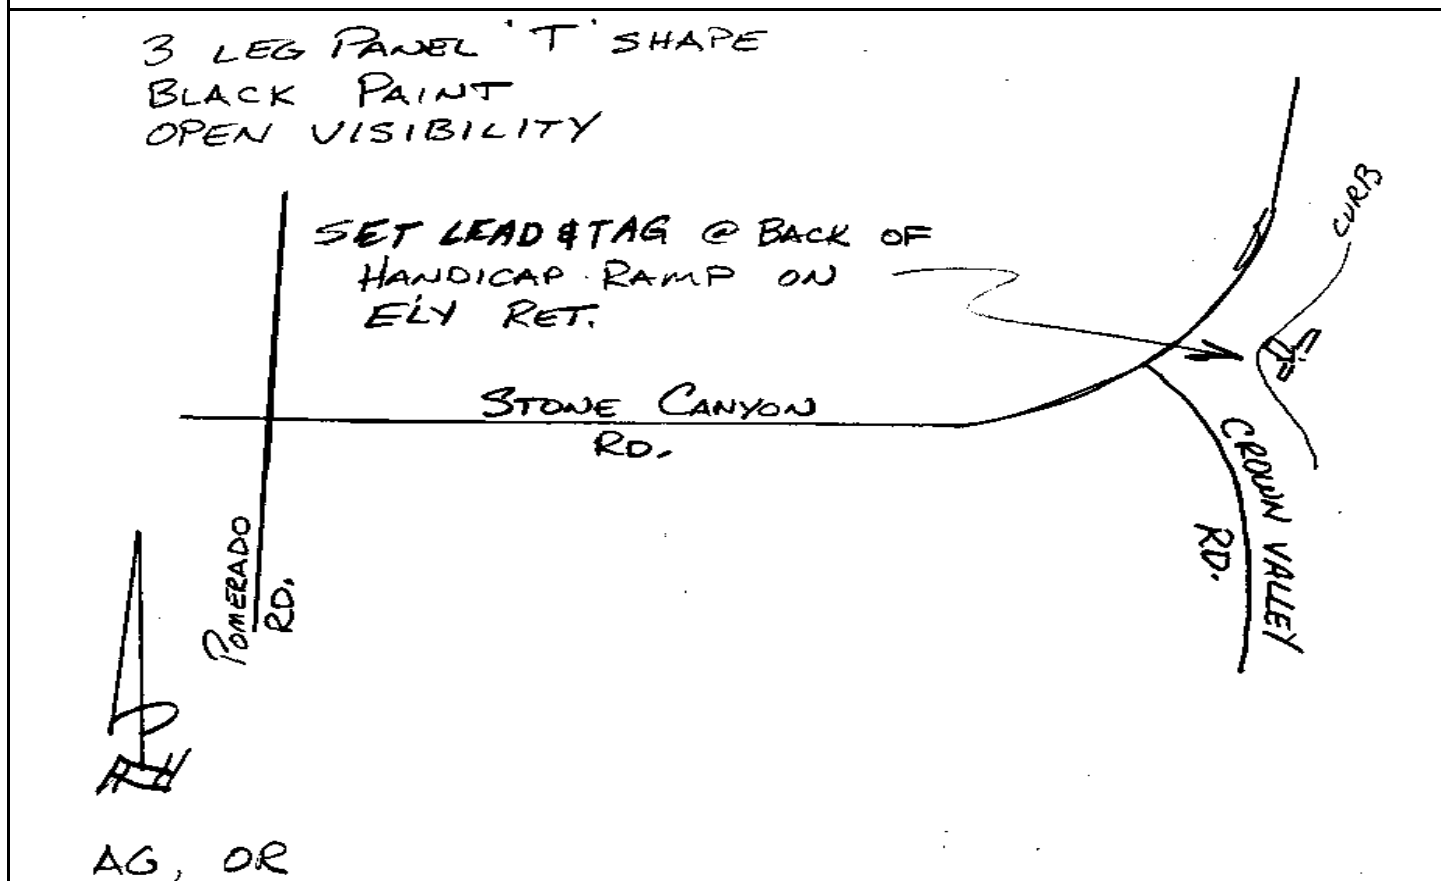 3 LEG PANEL 'T' SHAPE
BLACK PAINT
OPEN VISIBILITY
SET LEAD & TAG @ BACK OF
HANDICAP RAMP ON
ELY RET.
CURB
STONE CANYON
RD.
CROWN VALLEY
RD.
POMERADO
RD.
AG, OR